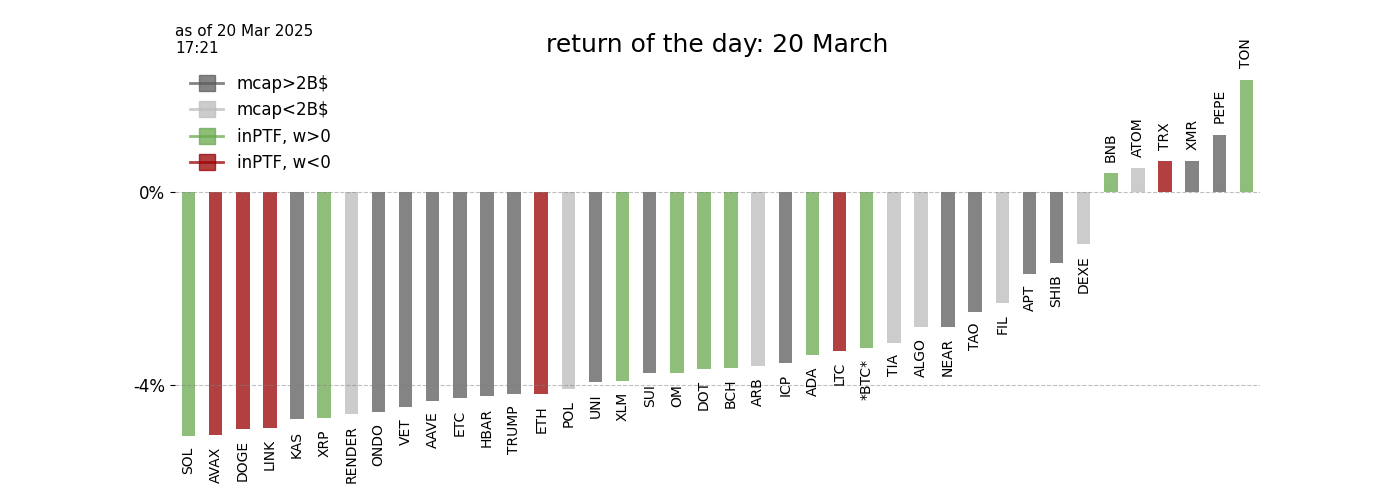 as of 20 Mar 2025
17:21
return of the day: 20 March
mcap>2B$
mcap<2B$
inPTF, w>0
inPTF, w<0
0%
-4%
SOL
AVAX
DOGE
LINK
KAS
XRP
RENDER
ONDO
VET
AAVE
ETC
HBAR
TRUMP
ETH
POL
UNI
XLM
SUI
OM
DOT
BCH
ARB
ICP
ADA
LTC
*BTC*
TIA
ALGO
NEAR
TAO
FIL
APT
SHIB
DEXE
BNB
ATOM
TRX
XMR
PEPE
TON